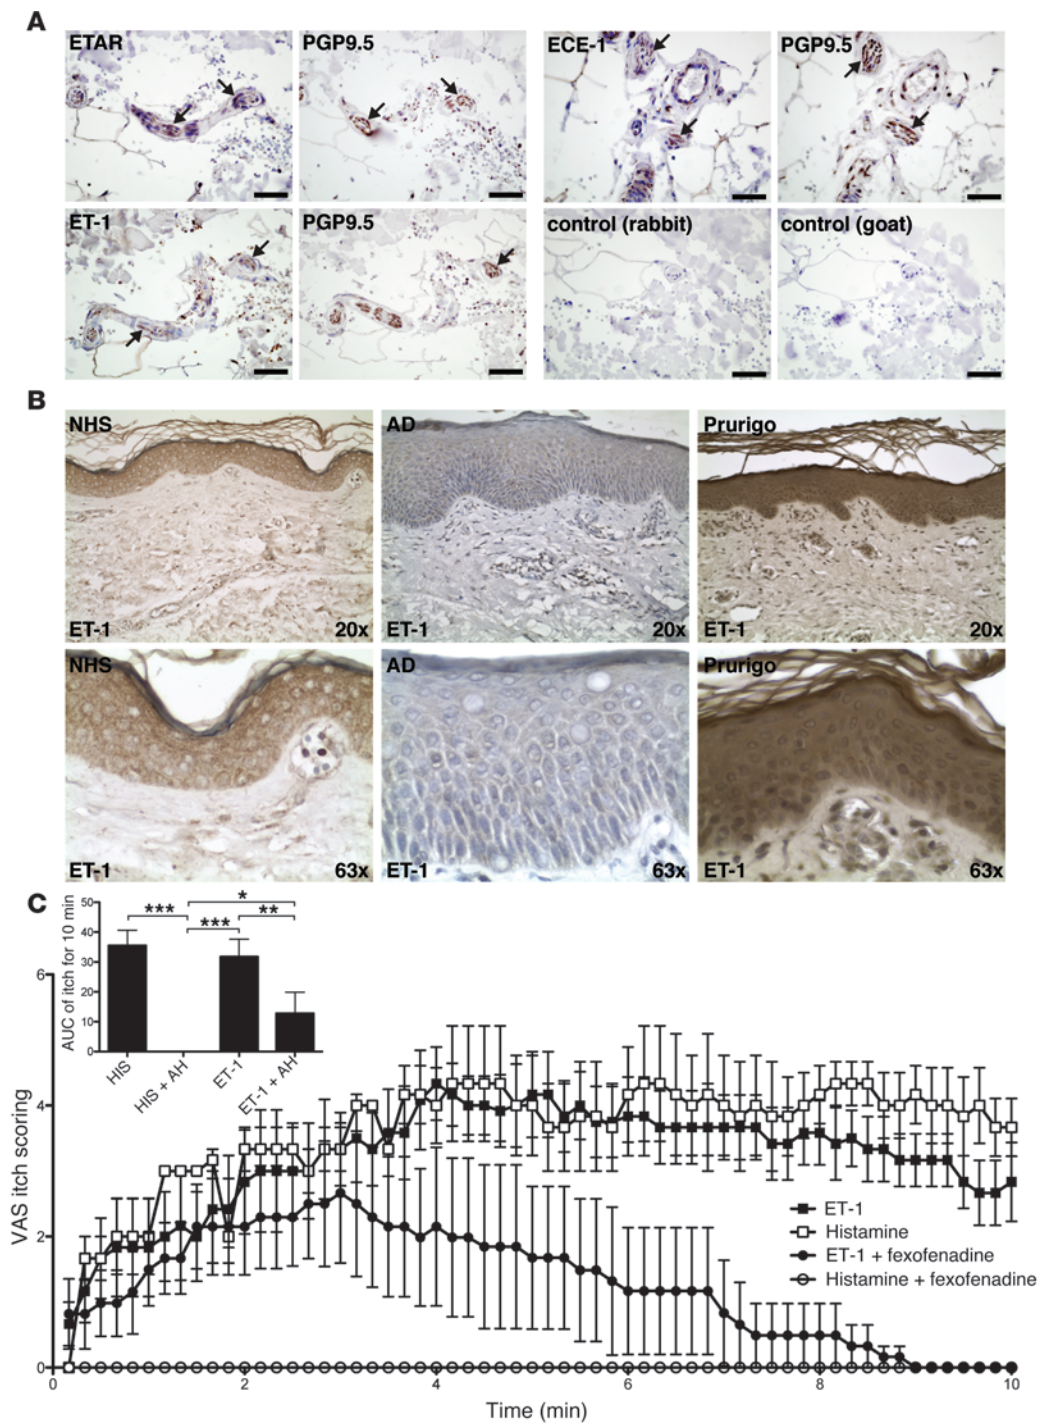 A
ETAR
PGP9.5
ECE-1
PGP9.5
ET-1
PGP9.5
control (rabbit)
control (goat)
B
NHS
AD
Prurigo
ET-1
20x
ET-1
20x
ET-1
20x
NHS
AD
Prurigo
ET-1
63x
ET-1
63x
ET-1
63x
C
AUC of itch for 10 min
50
40
30
20
10
0
***
*
***
**
HIS
HIS + AH
ET-1
ET-1 + AH
VAS itch scoring
6
4
2
0
ET-1
Histamine
ET-1 + fexofenadine
Histamine + fexofenadine
0
2
4
6
8
10
Time (min)